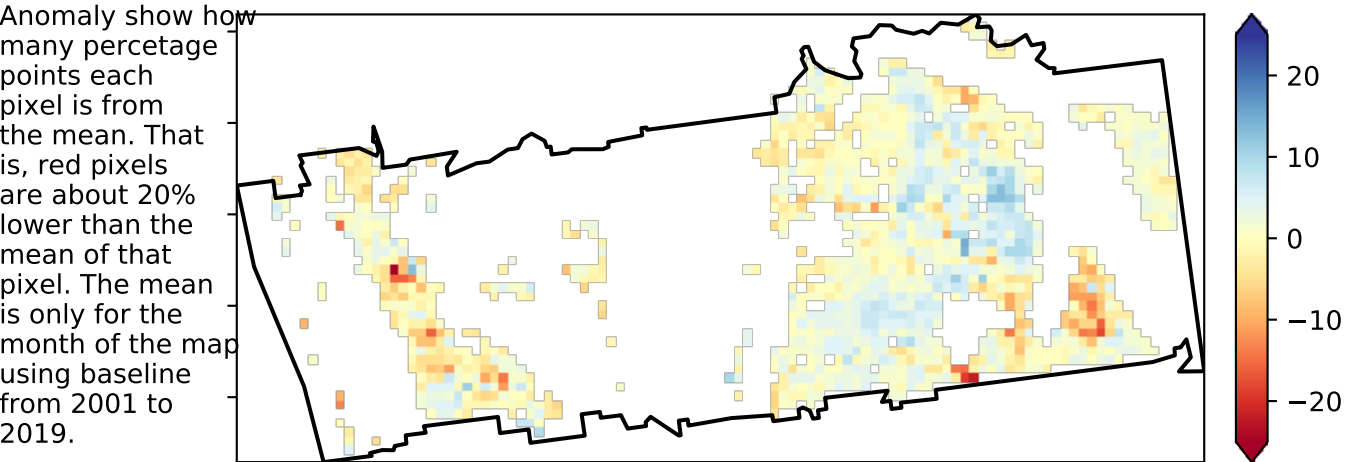 Anomaly show how
many percetage
points each
pixel is from
the mean. That
is, red pixels
are about 20%
lower than the
mean of that
pixel. The mean
is only for the
month of the map
using baseline
from 2001 to
2019.
20
10
0
−10
−20